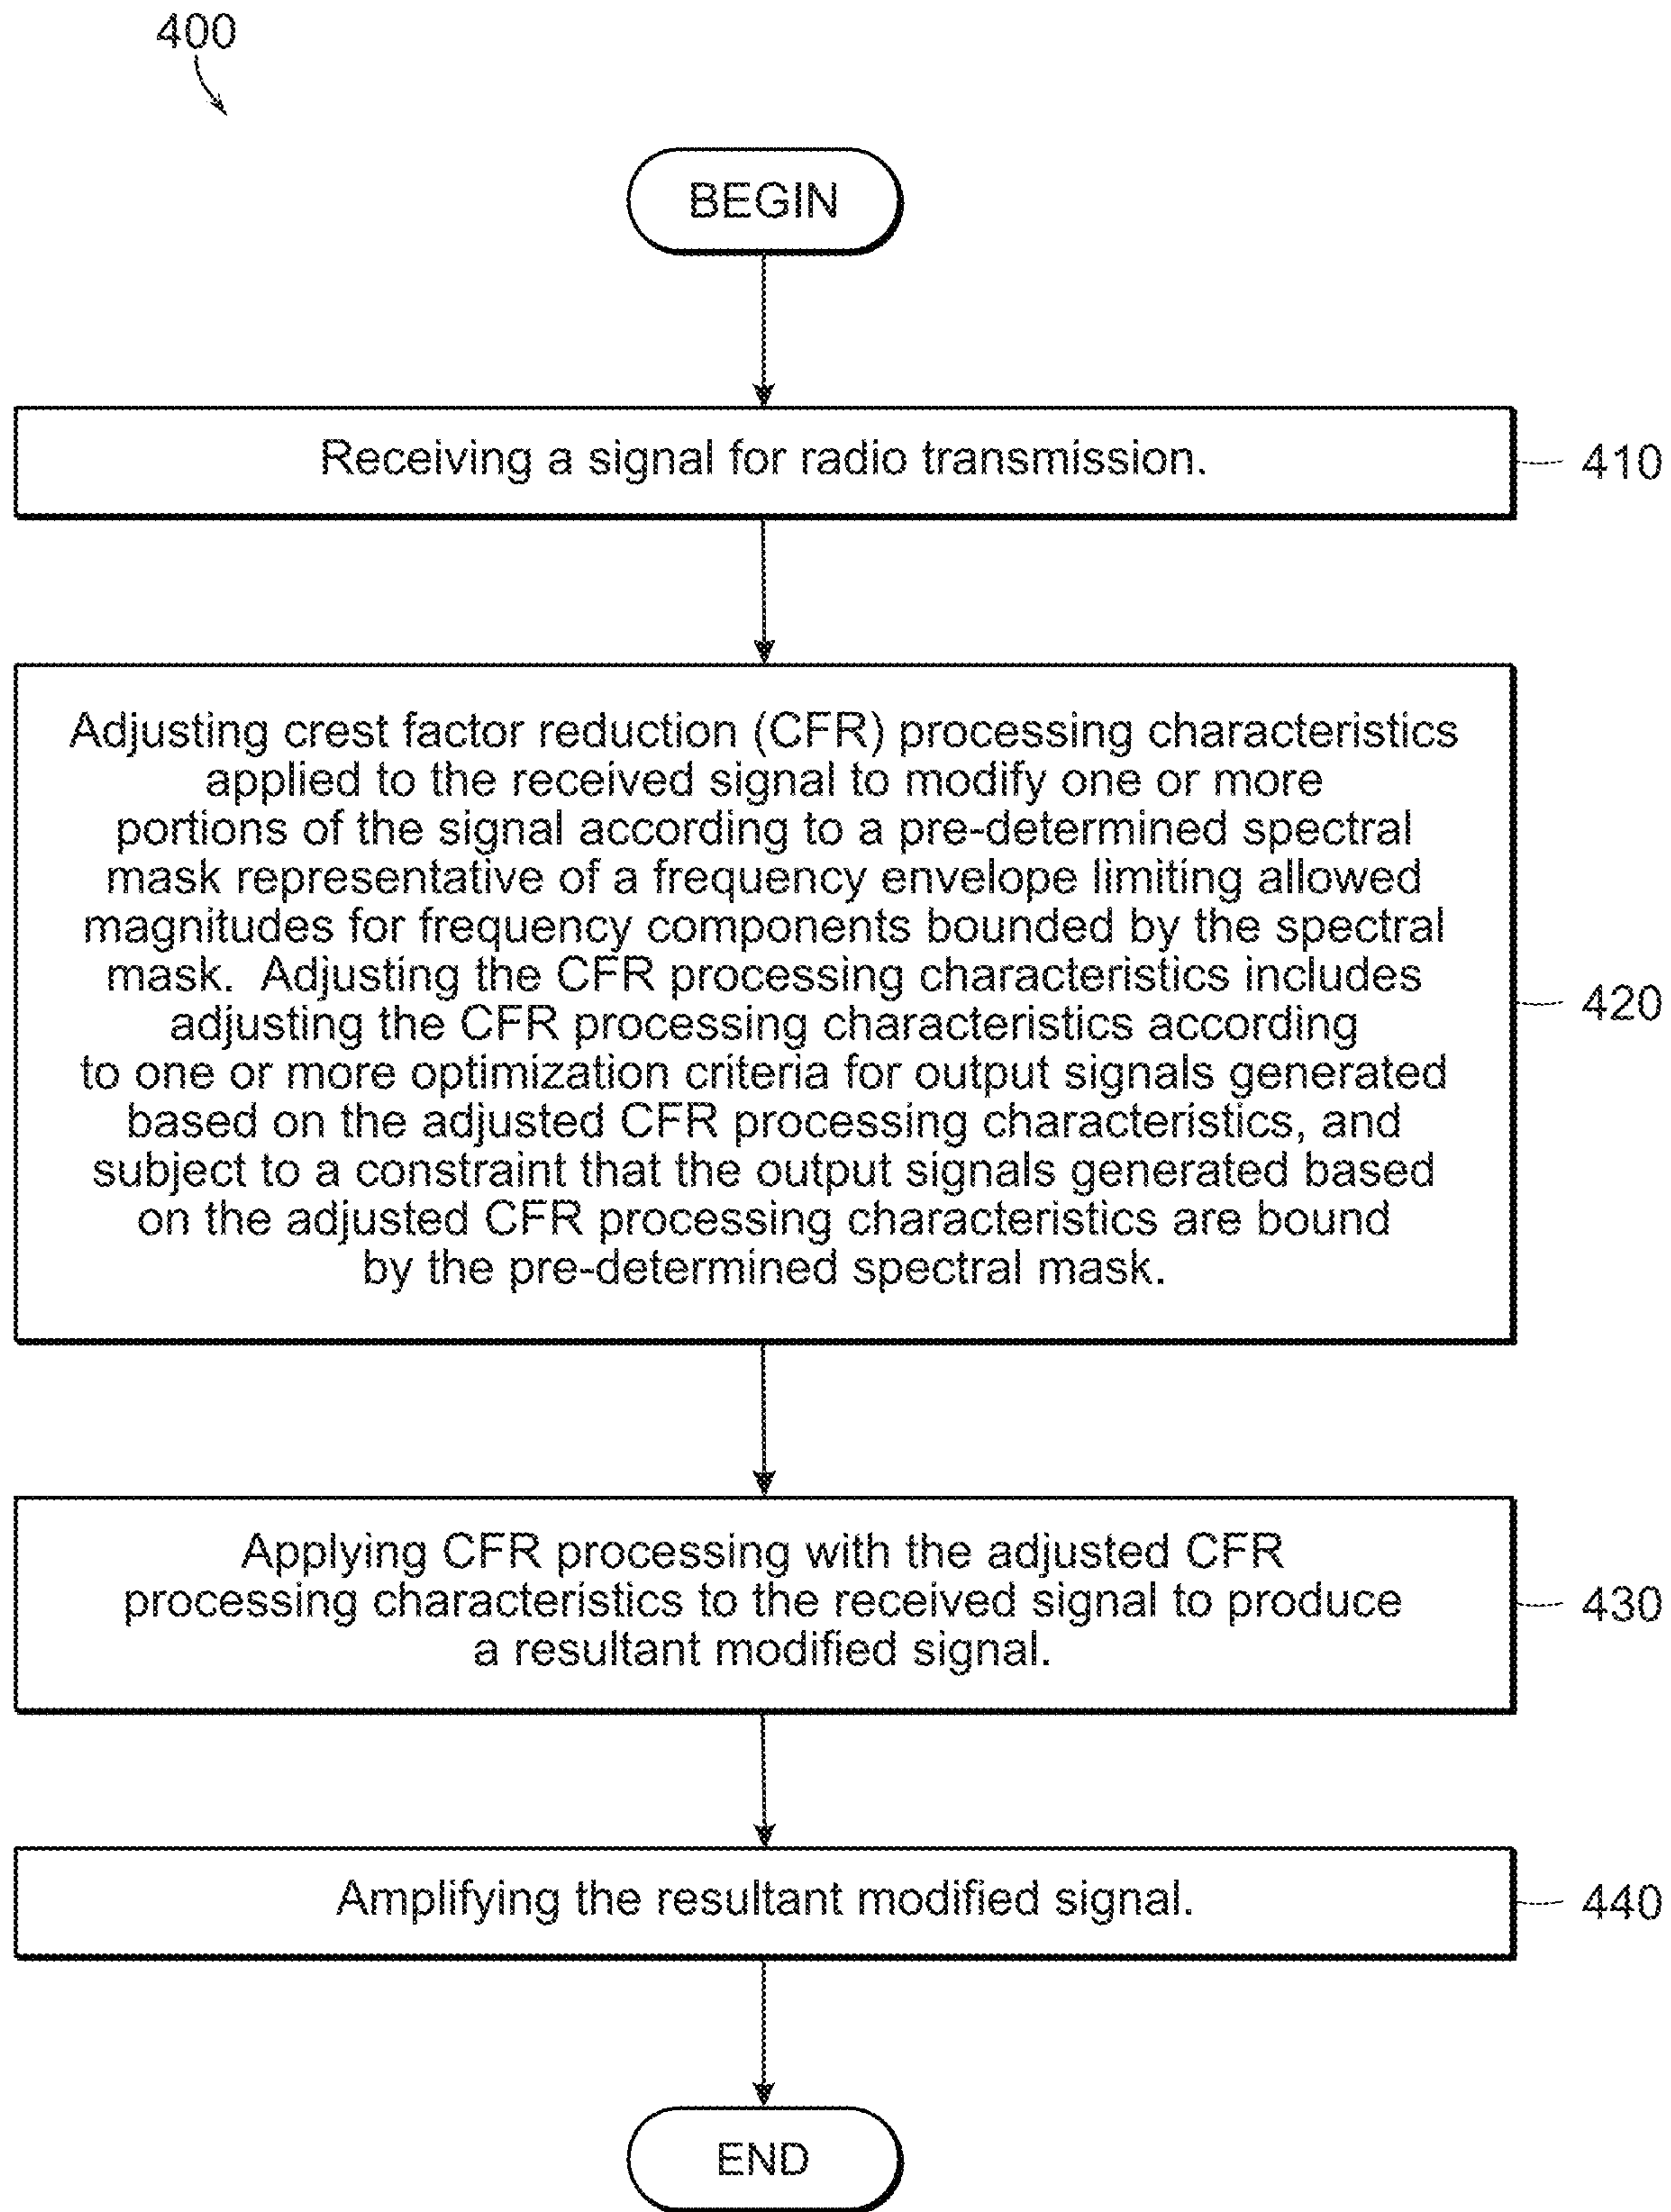 400
BEGIN
Receiving a signal for radio transmission.
410
Adjusting crest factor reduction (CFR) processing characteristics
applied to the received signal to modify one or more
portions of the signal according to a pre-determined spectral
mask representative of a frequency envelope limiting allowed
magnitudes for frequency components bounded by the spectral
mask.  Adjusting the CFR processing characteristics includes
adjusting the CFR processing characteristics according
to one or more optimization criteria for output signals generated
based on the adjusted CFR processing characteristics, and
subject to a constraint that the output signals generated based
on the adjusted CFR processing characteristics are bound
by the pre-determined spectral mask.
420
Applying CFR processing with the adjusted CFR
processing characteristics to the received signal to produce
a resultant modified signal.
430
Amplifying the resultant modified signal.
440
END